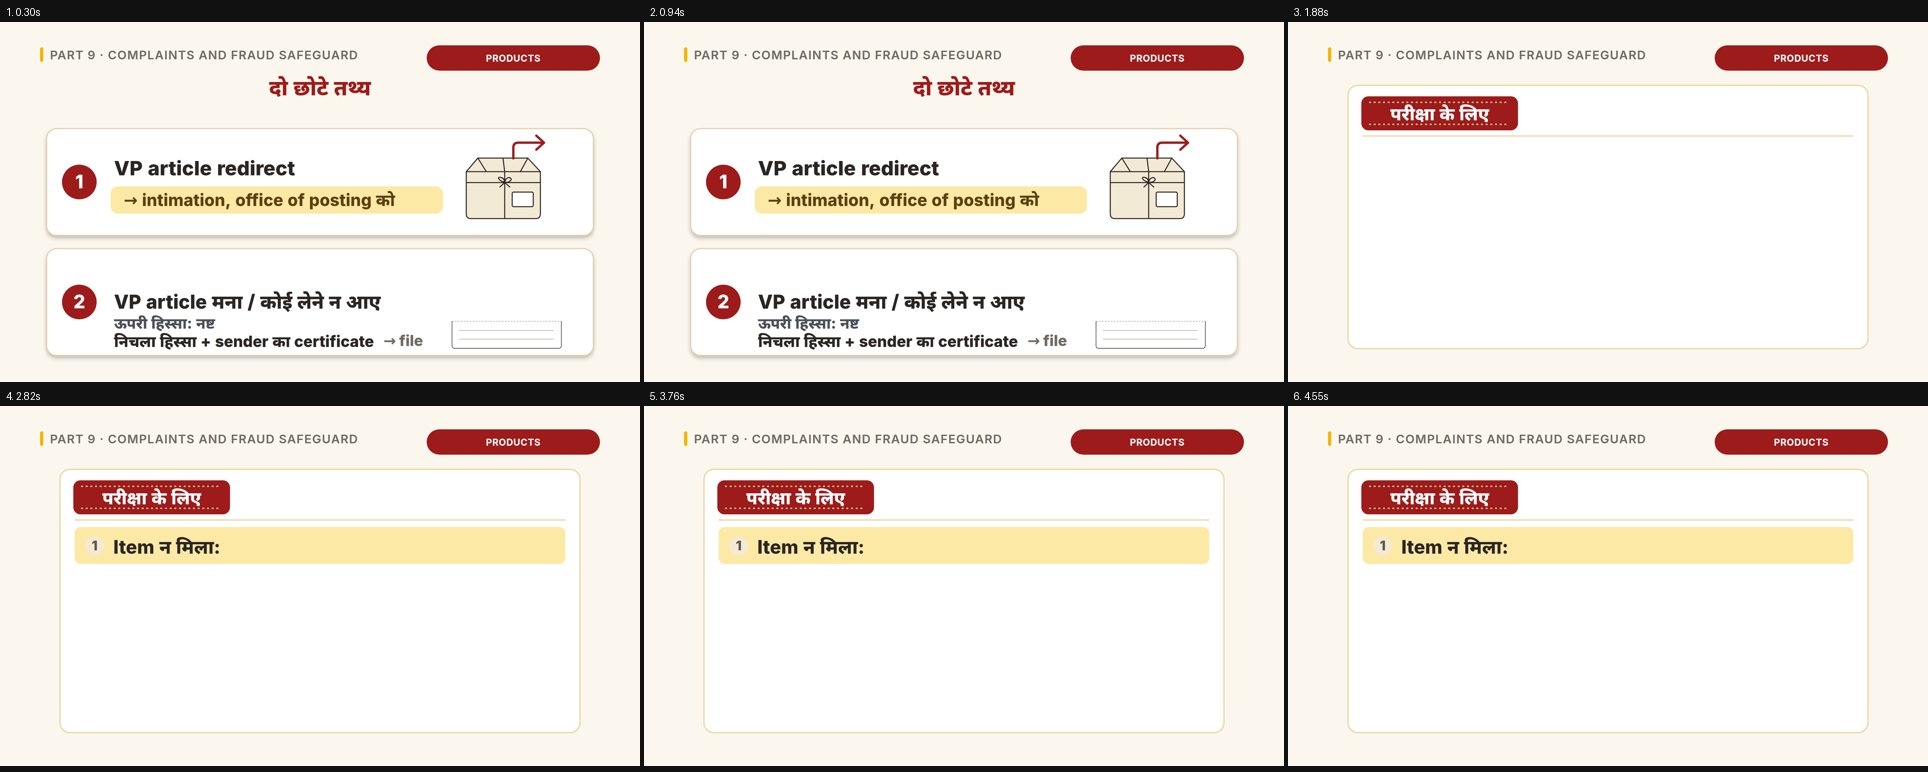 1. 0.30s
PART 9 · COMPLAINTS AND FRAUD SAFEGUARD
PRODUCTS
दो छोटे तथ्य
1
VP article redirect
→ intimation, office of posting को
2
VP article मना / कोई लेने न आए
ऊपरी हिस्सा: नष्ट
निचला हिस्सा + sender का certificate → file
2. 0.94s
PART 9 · COMPLAINTS AND FRAUD SAFEGUARD
PRODUCTS
दो छोटे तथ्य
1
VP article redirect
→ intimation, office of posting को
2
VP article मना / कोई लेने न आए
ऊपरी हिस्सा: नष्ट
निचला हिस्सा + sender का certificate → file
3. 1.88s
PART 9 · COMPLAINTS AND FRAUD SAFEGUARD
PRODUCTS
परीक्षा के लिए
4. 2.82s
PART 9 · COMPLAINTS AND FRAUD SAFEGUARD
PRODUCTS
परीक्षा के लिए
1 Item न मिला:
5. 3.76s
PART 9 · COMPLAINTS AND FRAUD SAFEGUARD
PRODUCTS
परीक्षा के लिए
1 Item न मिला:
6. 4.55s
PART 9 · COMPLAINTS AND FRAUD SAFEGUARD
PRODUCTS
परीक्षा के लिए
1 Item न मिला: